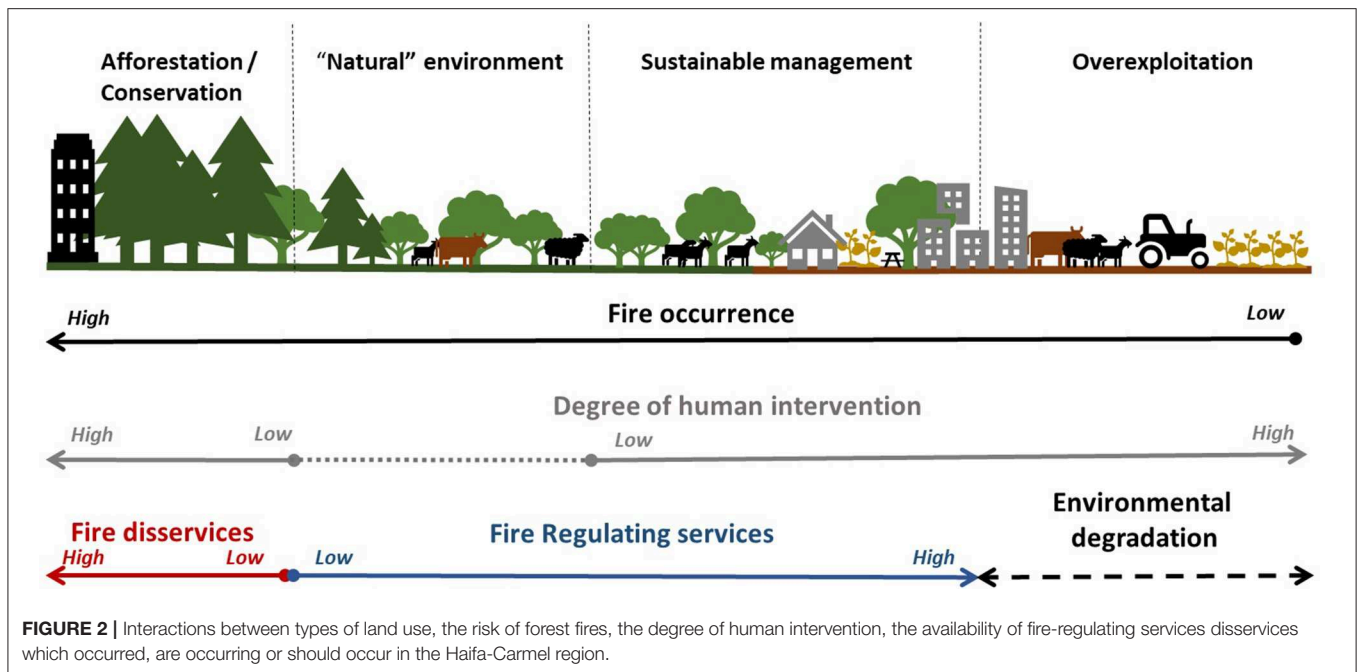 Afforestation /
Conservation
“Natural” environment
Sustainable management
Overexploitation
High
Fire occurrence
Low
Degree of human intervention
High
Low
Low
High
Fire disservices
High
Low
Fire Regulating services
Low
High
Environmental
degradation
FIGURE 2 | Interactions between types of land use, the risk of forest fires, the degree of human intervention, the availability of fire-regulating services disservices
which occurred, are occurring or should occur in the Haifa-Carmel region.